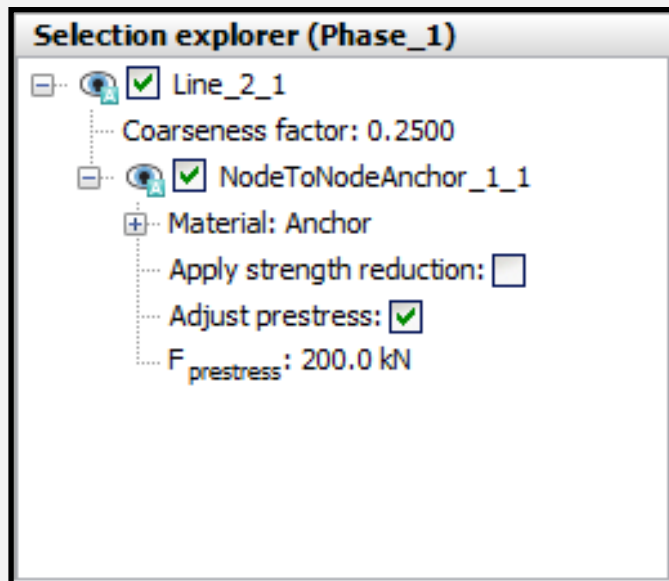 Selection explorer (Phase_1)
Line_2_1
Coarseness factor: 0.2500
NodeToNodeAnchor_1_1
Material: Anchor
Apply strength reduction:
Adjust prestress:
F prestress: 200.0 kN